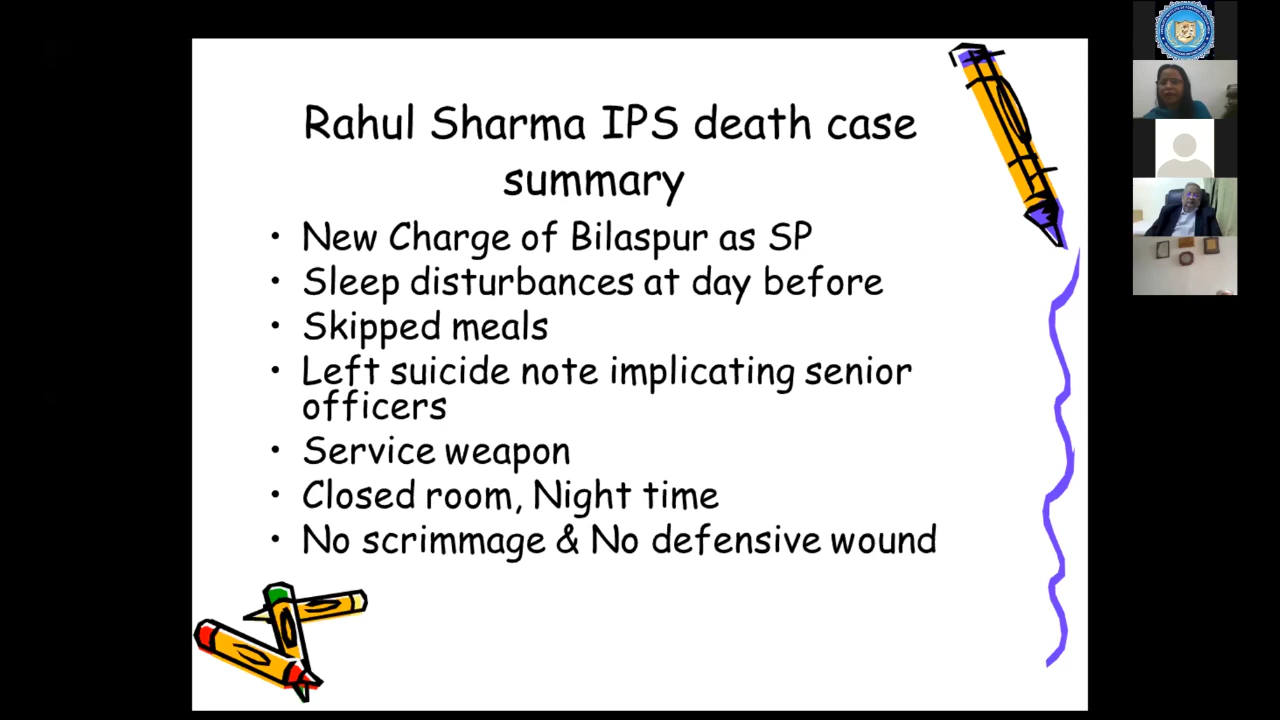 Rahul Sharma IPS death case
summary
• New Charge of Bilaspur as SP
• Sleep disturbances at day before
• Skipped meals
• Left suicide note implicating senior
officers
• Service weapon
• Closed room, Night time
• No scrimmage & No defensive wound